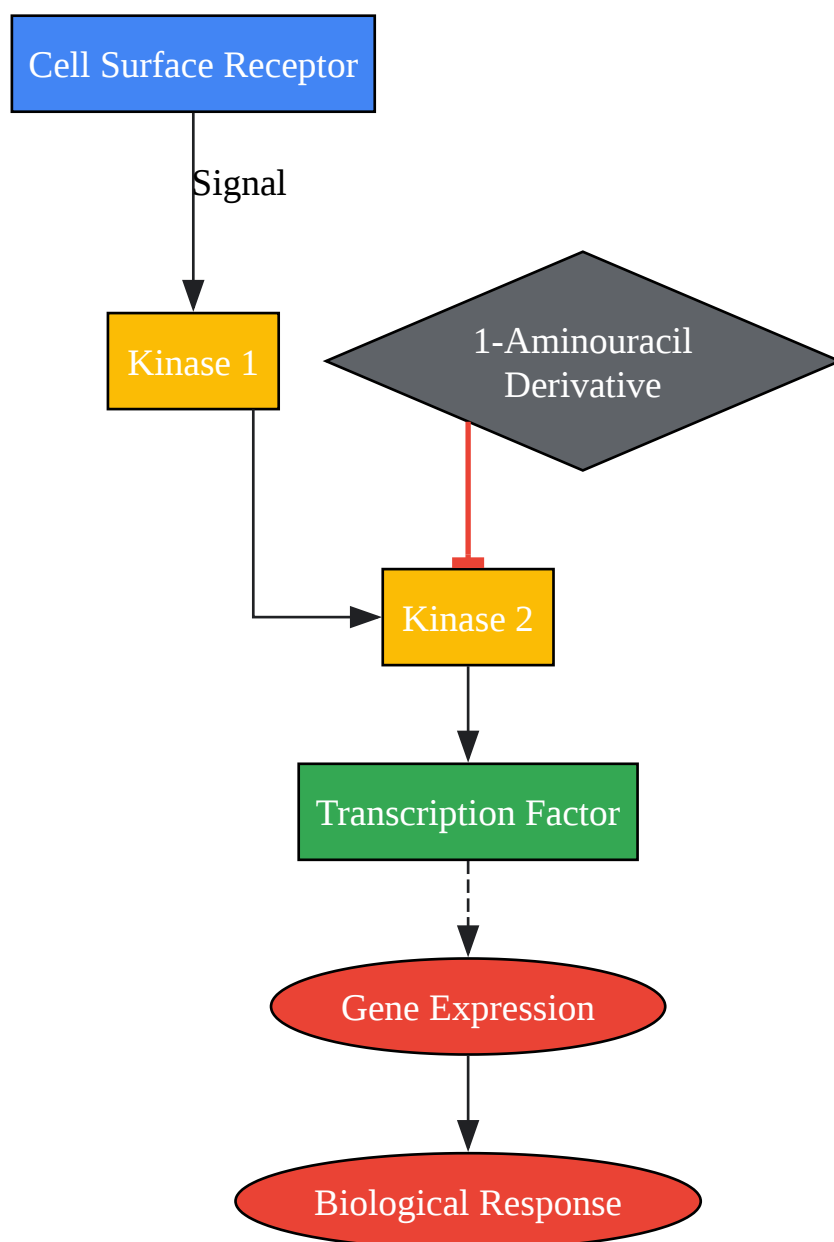 Cell Surface Receptor
Signal
Kinase 1
1-Aminouracil
Derivative
Kinase 2
Transcription Factor
Gene Expression
Biological Response